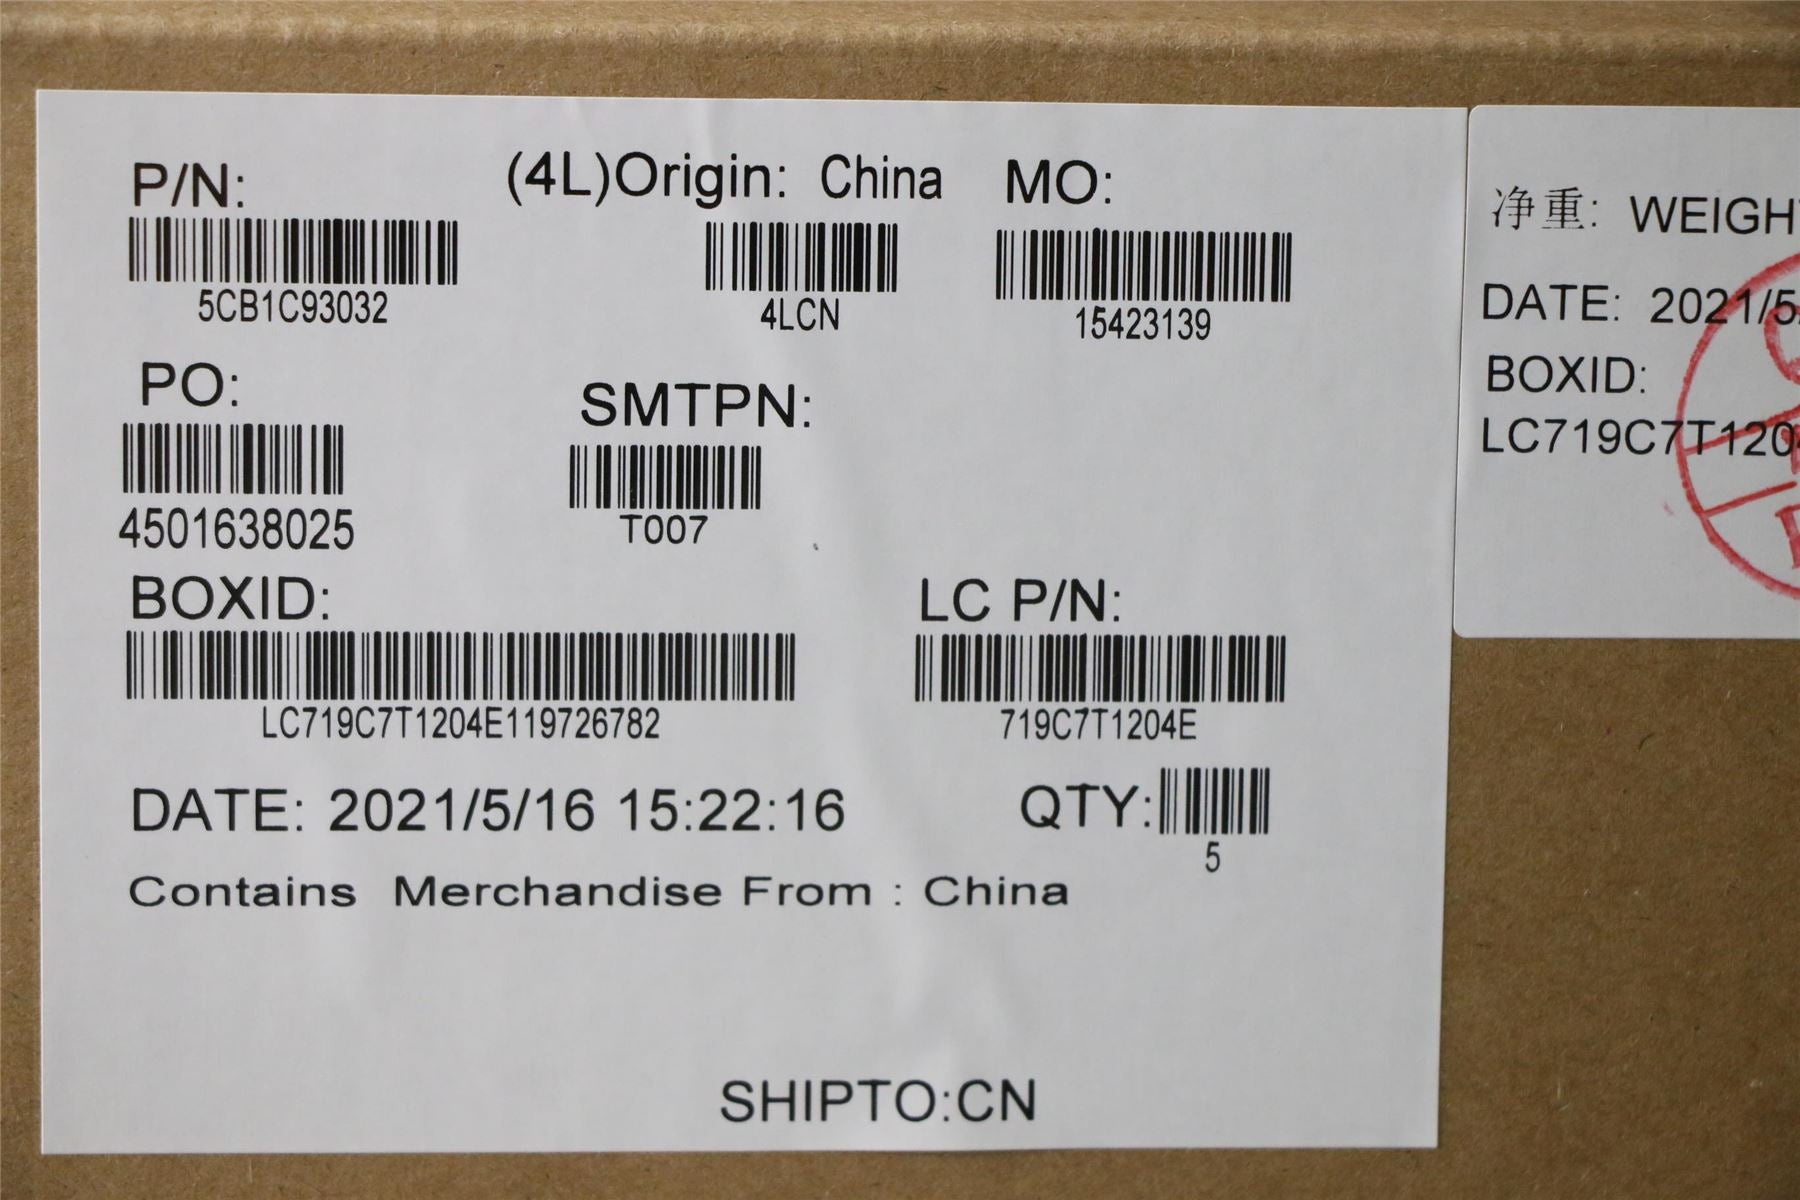 P/N: (4L)Origin: China MO:
5CB1C93032 4LCN 15423139
PO: SMTPN:
4501638025 T007
BOXID: LC P/N:
LC719C7T1204E119726782 719C7T1204E
DATE: 2021/5/16 15:22:16 QTY:
5
Contains Merchandise From : China
SHIPTO:CN
净重: WEIGH
DATE: 2021/5
BOXID:
LC719C7T120